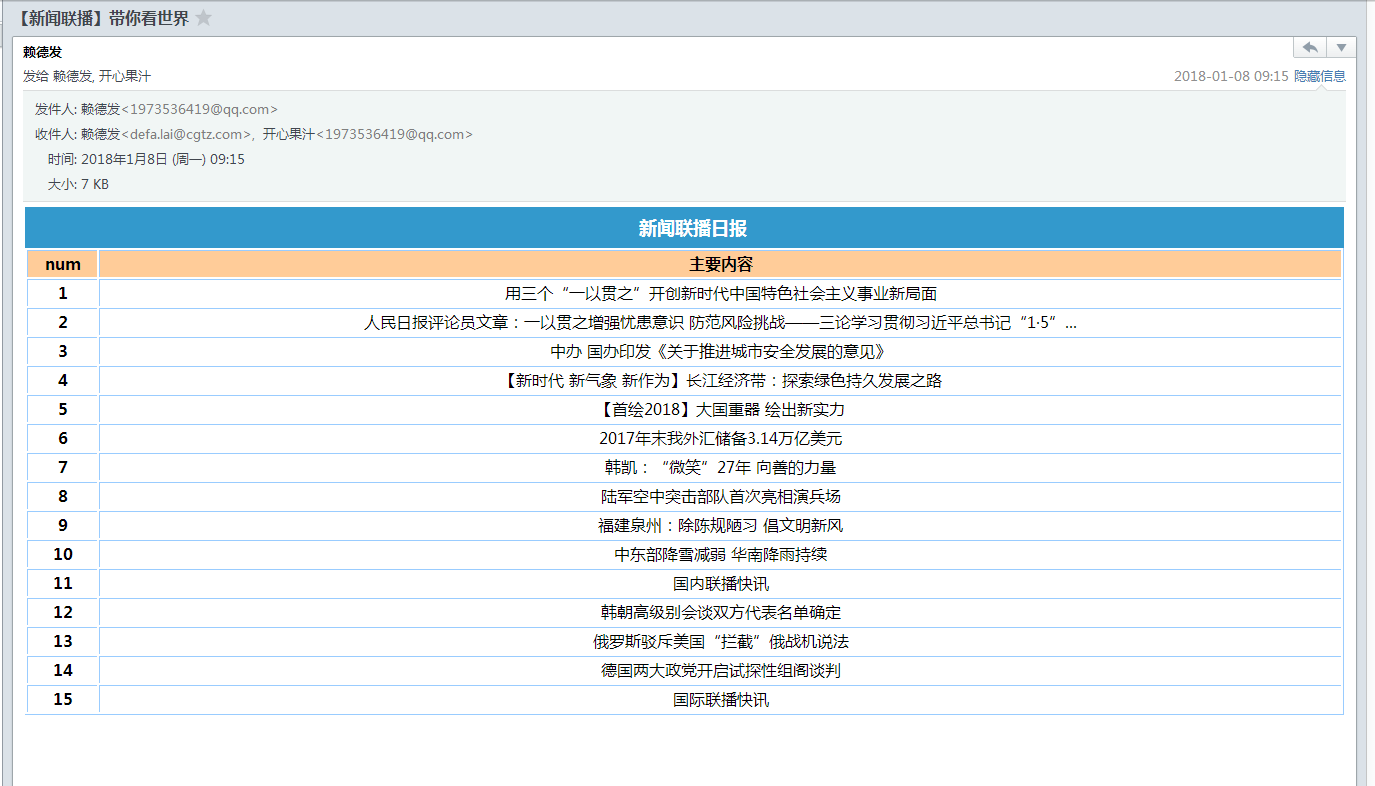 【新闻联播】带你看世界
赖德发
发给 赖德发, 开心果汁
2018-01-08 09:15 隐藏信息
发件人: 赖德发<1973536419@qq.com>
收件人: 赖德发<defa.lai@cgtz.com>, 开心果汁<1973536419@qq.com>
时间: 2018年1月8日 (周一) 09:15
大小: 7 KB
新闻联播日报
num 主要内容
1 用三个“一以贯之”开创新时代中国特色社会主义事业新局面
2 人民日报评论员文章：一以贯之增强忧患意识 防范风险挑战——三论学习贯彻习近平总书记“1·5”...
3 中办 国办印发《关于推进城市安全发展的意见》
4 【新时代 新气象 新作为】长江经济带：探索绿色持久发展之路
5 【首绘2018】大国重器 绘出新实力
6 2017年末我外汇储备3.14万亿美元
7 韩凯：“微笑”27年 向善的力量
8 陆军空中突击部队首次亮相演兵场
9 福建泉州：除陈规陋习 倡文明新风
10 中东部降雪减弱 华南降雨持续
11 国内联播快讯
12 韩朝高级别会谈双方代表名单确定
13 俄罗斯驳斥美国“拦截”俄战机说法
14 德国两大政党开启试探性组阁谈判
15 国际联播快讯